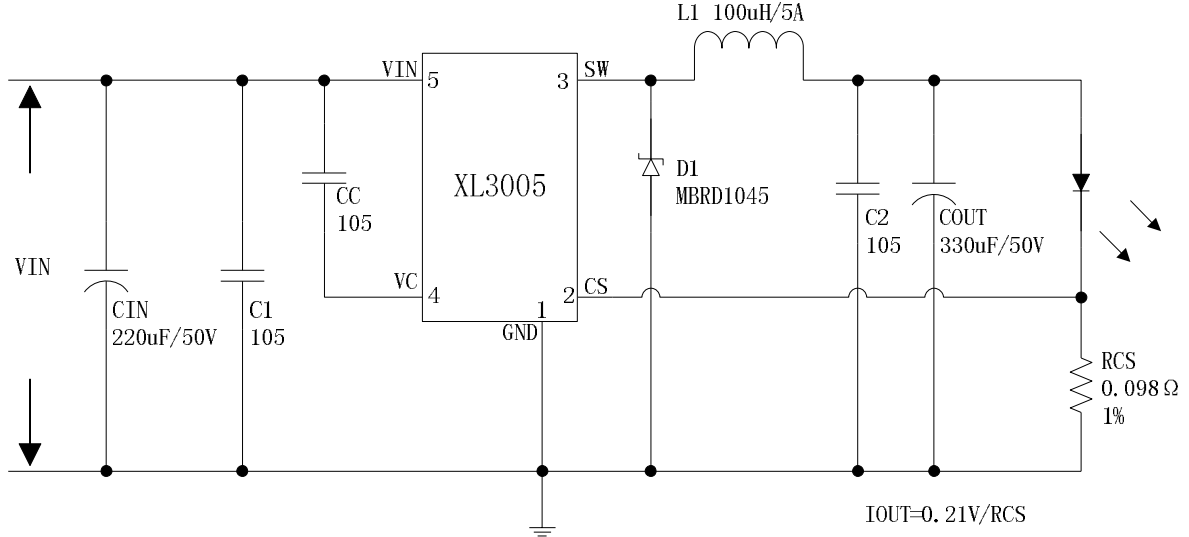 L1 100uH/5A
VIN
5
3
SW
XL3005
CC
105
D1
MBRD1045
C2
105
COUT
330uF/50V
VIN
VC
4
2
CS
1
GND
CIN
220uF/50V
C1
105
RCS
0.098Ω
1%
IOUT=0.21V/RCS